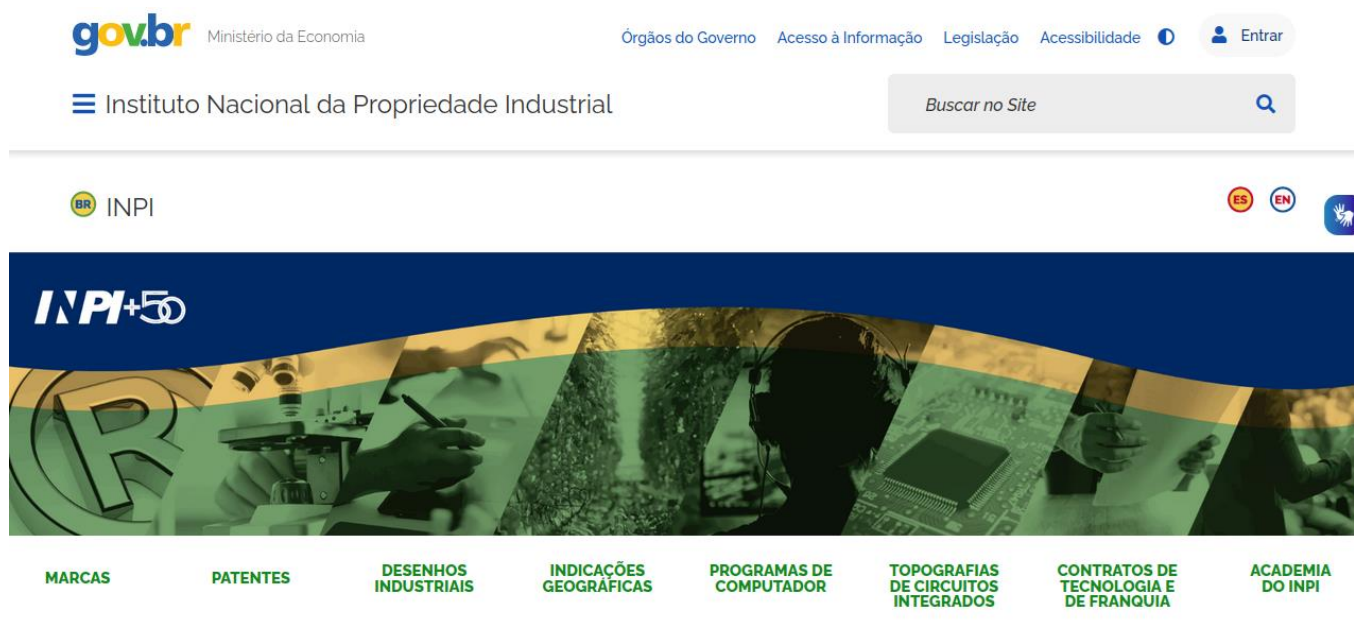 gov.br Ministério da Economia Órgãos do Governo Acesso à Informação Legislação Acessibilidade Entrar
Instituto Nacional da Propriedade Industrial Buscar no Site
BR INPI ES EN
INPI+50
R
MARCAS
PATENTES
DESENHOS
INDUSTRIAIS
INDICAÇÕES
GEOGRÁFICAS
PROGRAMAS DE
COMPUTADOR
TOPOGRAFIAS
DE CIRCUITOS
INTEGRADOS
CONTRATOS DE
TECNOLOGIA E
DE FRANQUIA
ACADEMIA
DO INPI